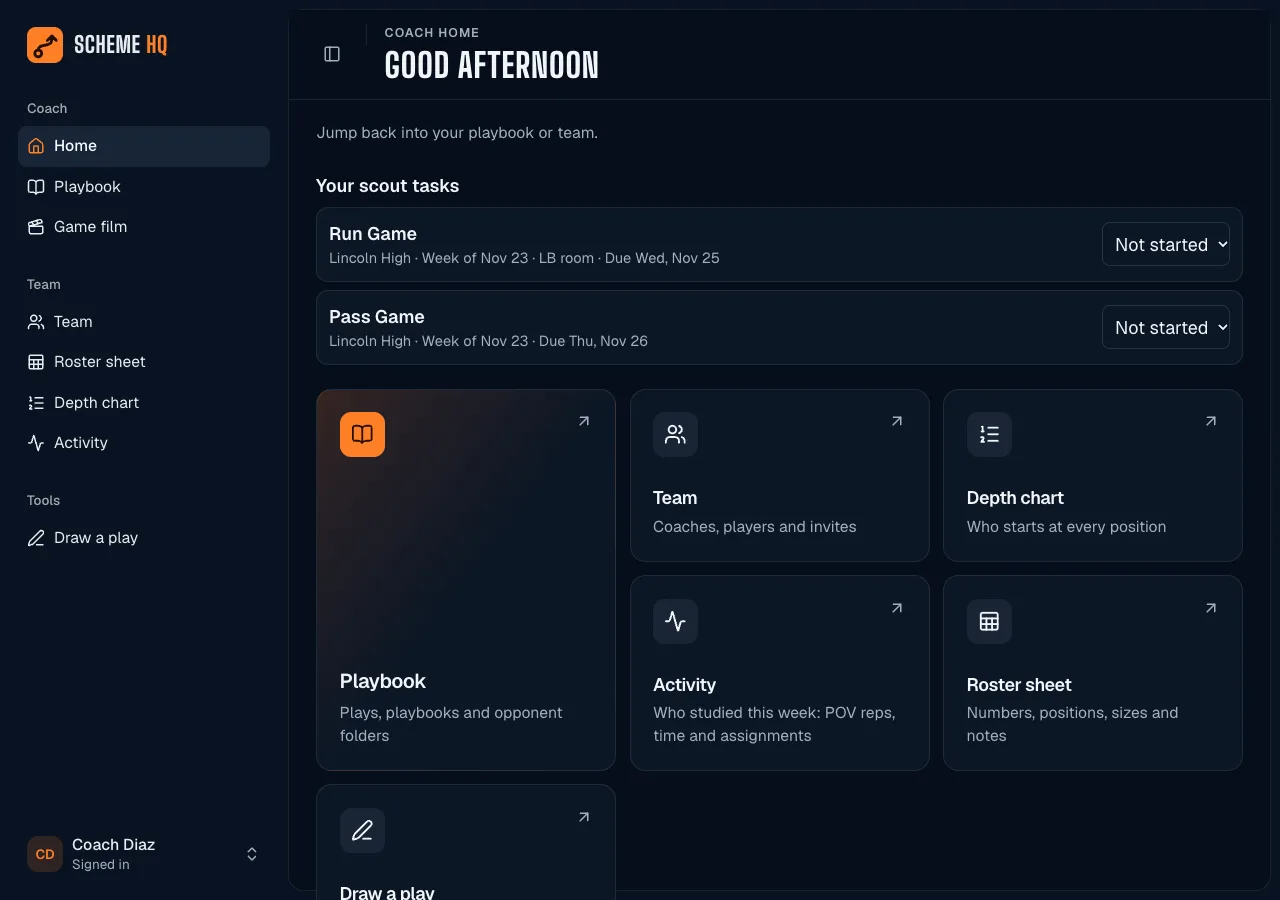 SCHEME HQ
Coach
Home
Playbook
Game film
Team
Team
Roster sheet
Depth chart
Activity
Tools
Draw a play
CD
Coach Diaz
Signed in
COACH HOME
GOOD AFTERNOON
Jump back into your playbook or team.
Your scout tasks
Run Game
Lincoln High · Week of Nov 23 · LB room · Due Wed, Nov 25
Not started
Pass Game
Lincoln High · Week of Nov 23 · Due Thu, Nov 26
Not started
Playbook
Plays, playbooks and opponent
folders
Team
Coaches, players and invites
Depth chart
Who starts at every position
Activity
Who studied this week: POV reps,
time and assignments
Roster sheet
Numbers, positions, sizes and
notes
Draw a play